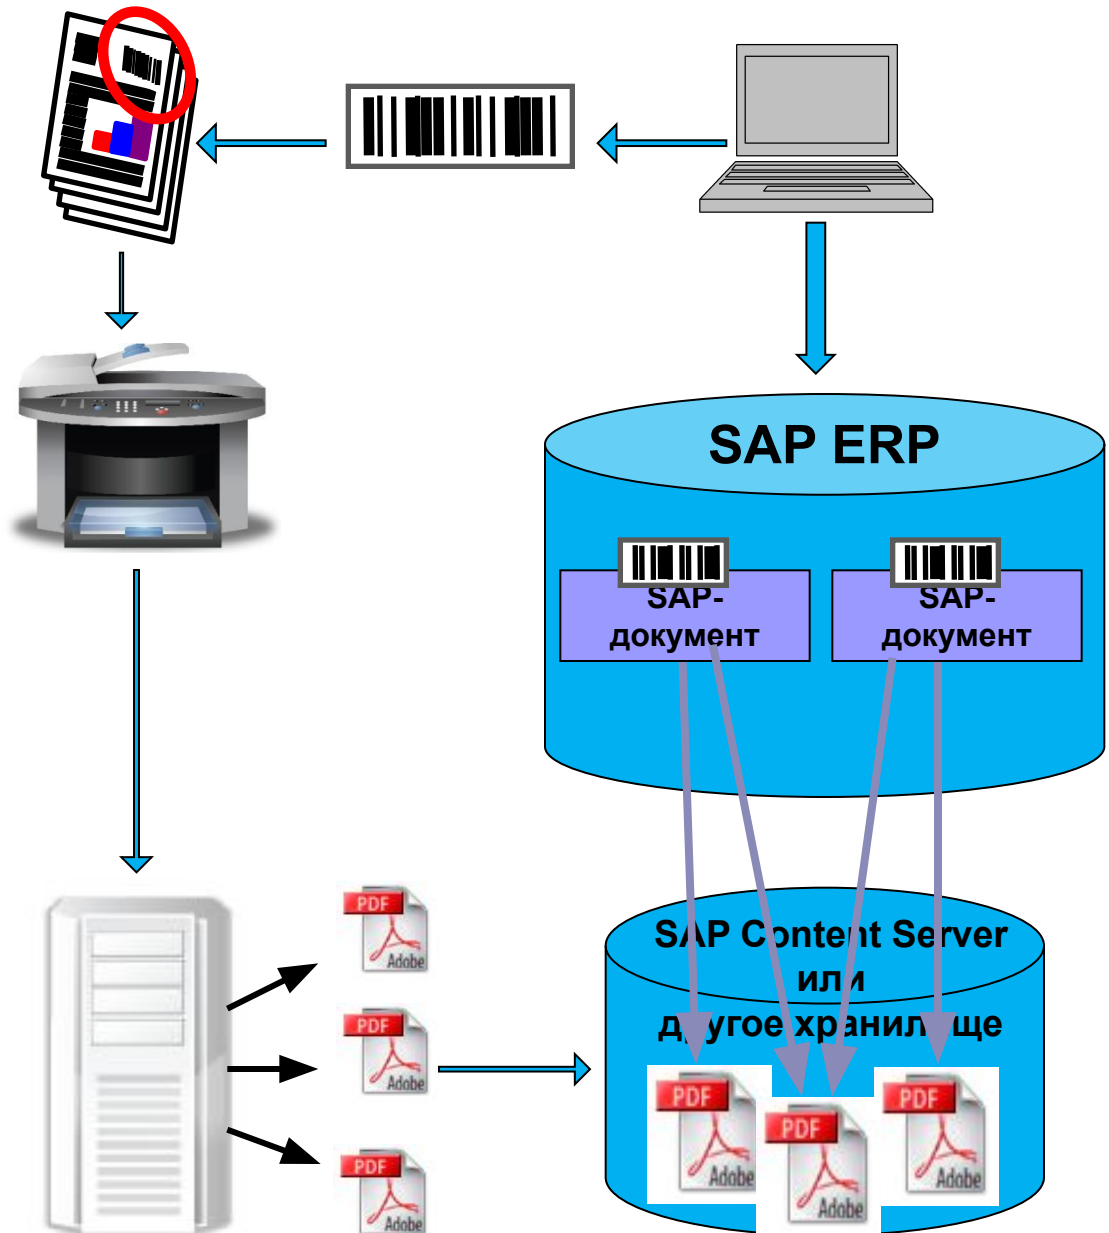 SAP ERP
SAP-
документ
SAP-
документ
SAP Content Server
или
другое хранилище
PDF
Adobe
PDF
Adobe
PDF
Adobe
PDF
Adobe
PDF
Adobe
PDF
Adobe